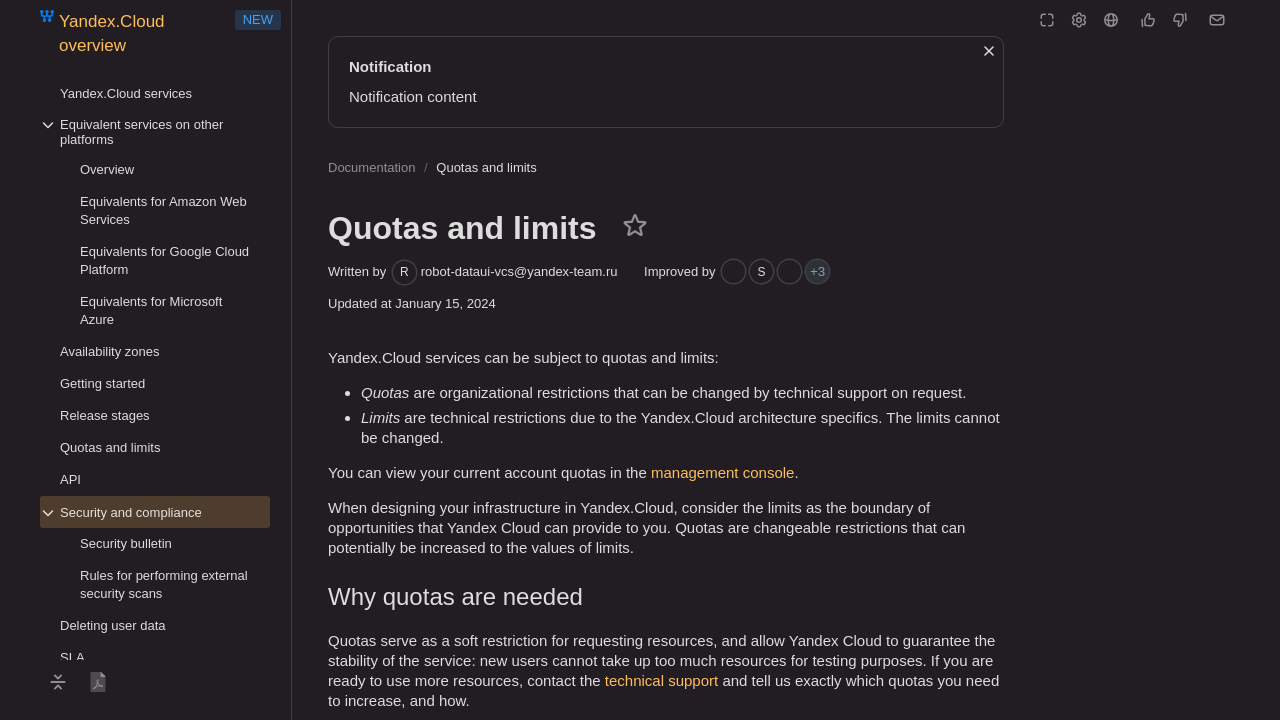 Yandex.Cloud
overview
NEW
Yandex.Cloud services
Equivalent services on other
platforms
Overview
Equivalents for Amazon Web
Services
Equivalents for Google Cloud
Platform
Equivalents for Microsoft
Azure
Availability zones
Getting started
Release stages
Quotas and limits
API
Security and compliance
Security bulletin
Rules for performing external
security scans
Deleting user data
SLA
Notification
Notification content
Documentation / Quotas and limits
Quotas and limits
Written by R robot-dataui-vcs@yandex-team.ru Improved by S +3
Updated at January 15, 2024
Yandex.Cloud services can be subject to quotas and limits:
• Quotas are organizational restrictions that can be changed by technical support on request.
• Limits are technical restrictions due to the Yandex.Cloud architecture specifics. The limits cannot
be changed.
You can view your current account quotas in the management console.
When designing your infrastructure in Yandex.Cloud, consider the limits as the boundary of
opportunities that Yandex Cloud can provide to you. Quotas are changeable restrictions that can
potentially be increased to the values of limits.
Why quotas are needed
Quotas serve as a soft restriction for requesting resources, and allow Yandex Cloud to guarantee the
stability of the service: new users cannot take up too much resources for testing purposes. If you are
ready to use more resources, contact the technical support and tell us exactly which quotas you need
to increase, and how.